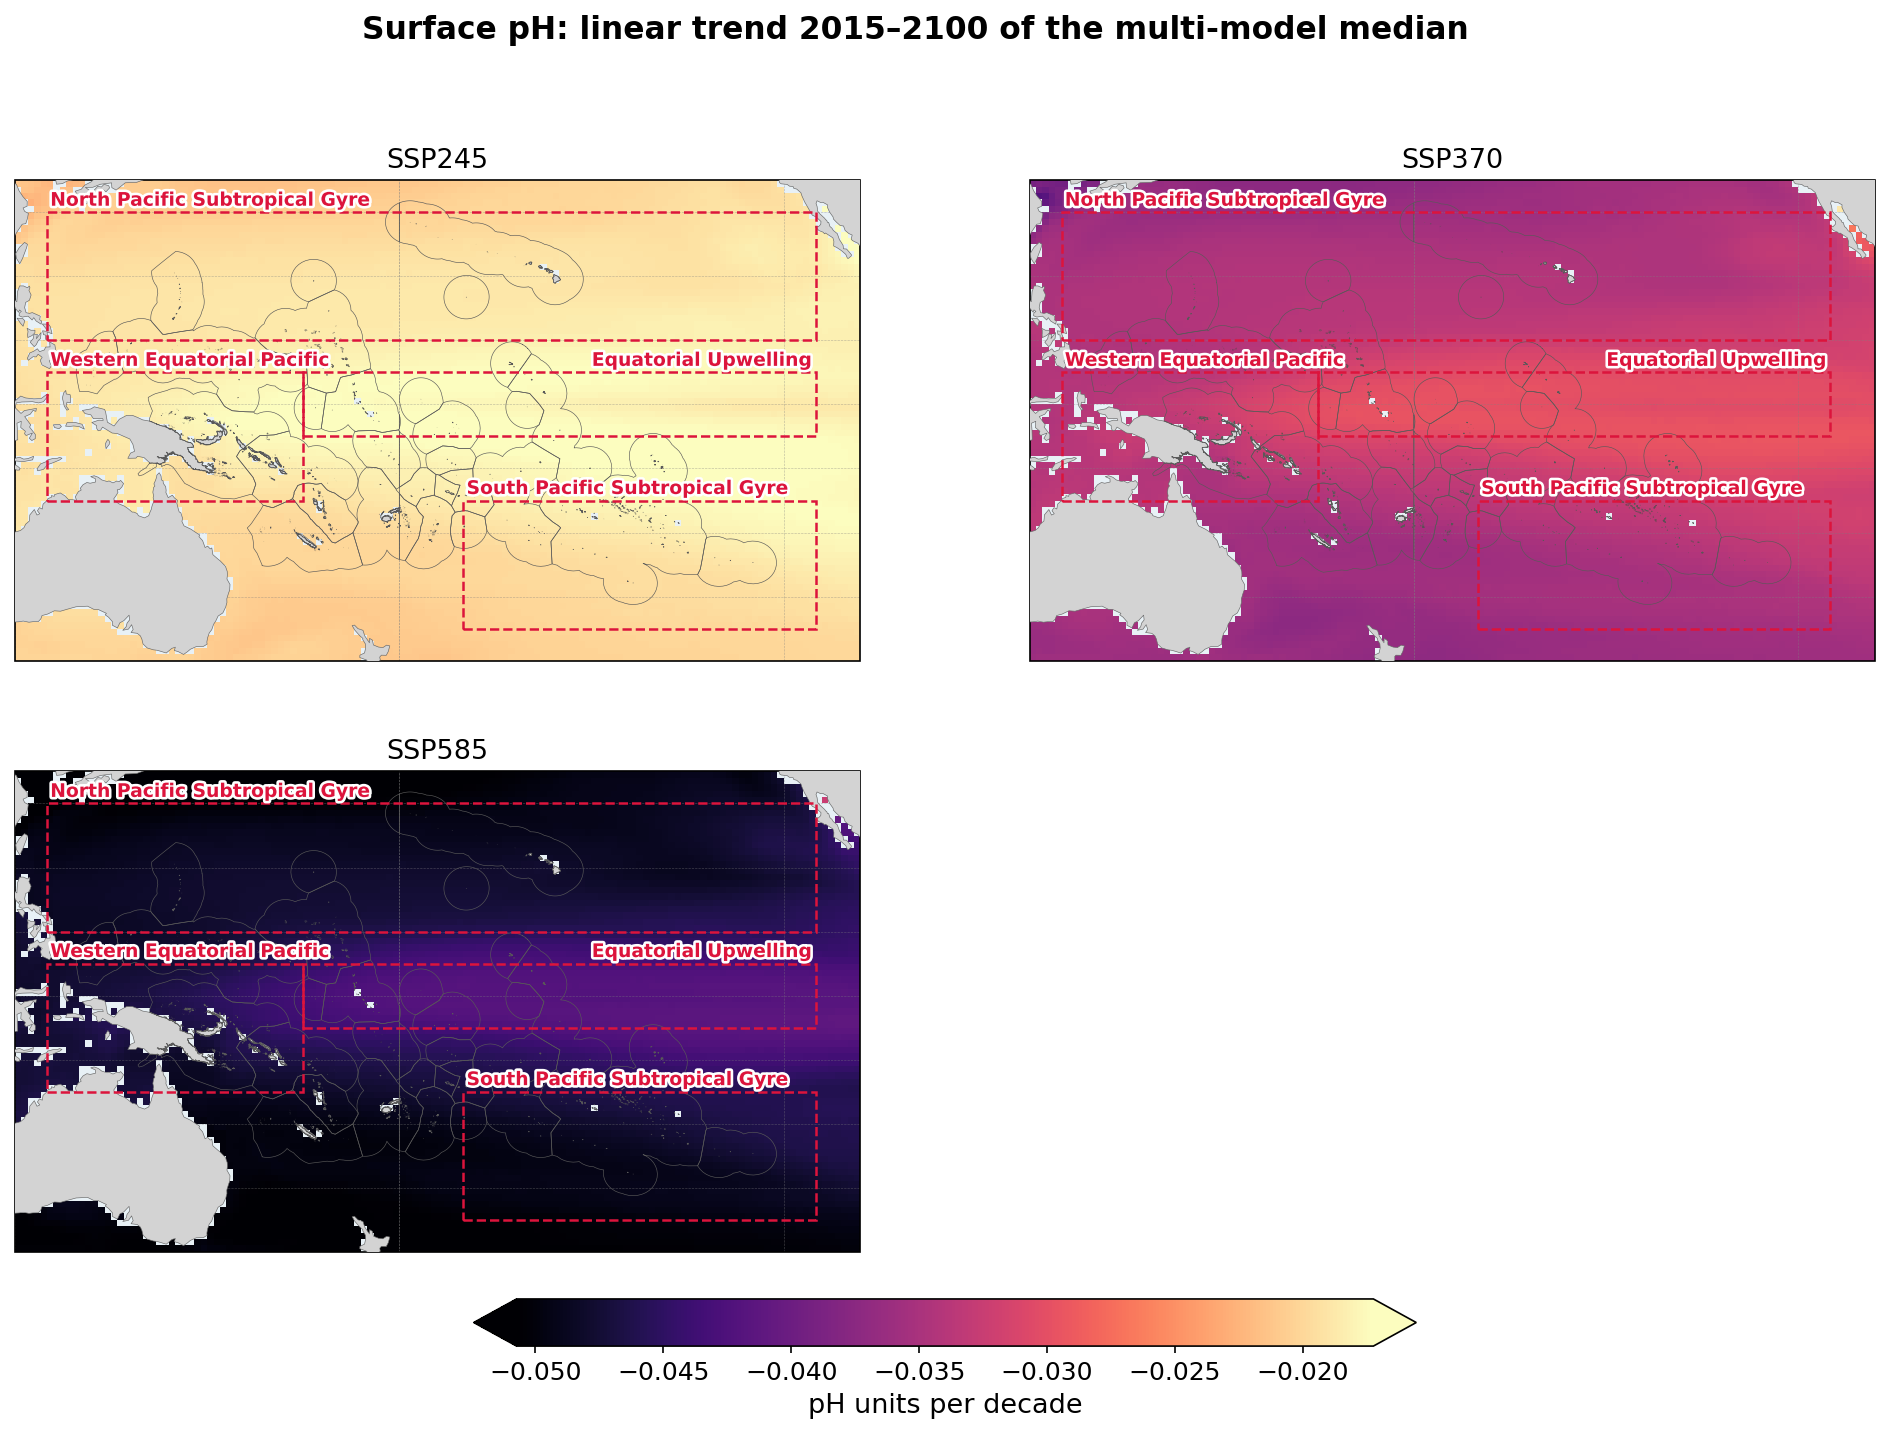 Surface pH: linear trend 2015–2100 of the multi-model median
SSP245
North Pacific Subtropical Gyre
Western Equatorial Pacific
Equatorial Upwelling
South Pacific Subtropical Gyre
SSP370
North Pacific Subtropical Gyre
Western Equatorial Pacific
Equatorial Upwelling
South Pacific Subtropical Gyre
SSP585
North Pacific Subtropical Gyre
Western Equatorial Pacific
Equatorial Upwelling
South Pacific Subtropical Gyre
−0.050 −0.045 −0.040 −0.035 −0.030 −0.025 −0.020
pH units per decade